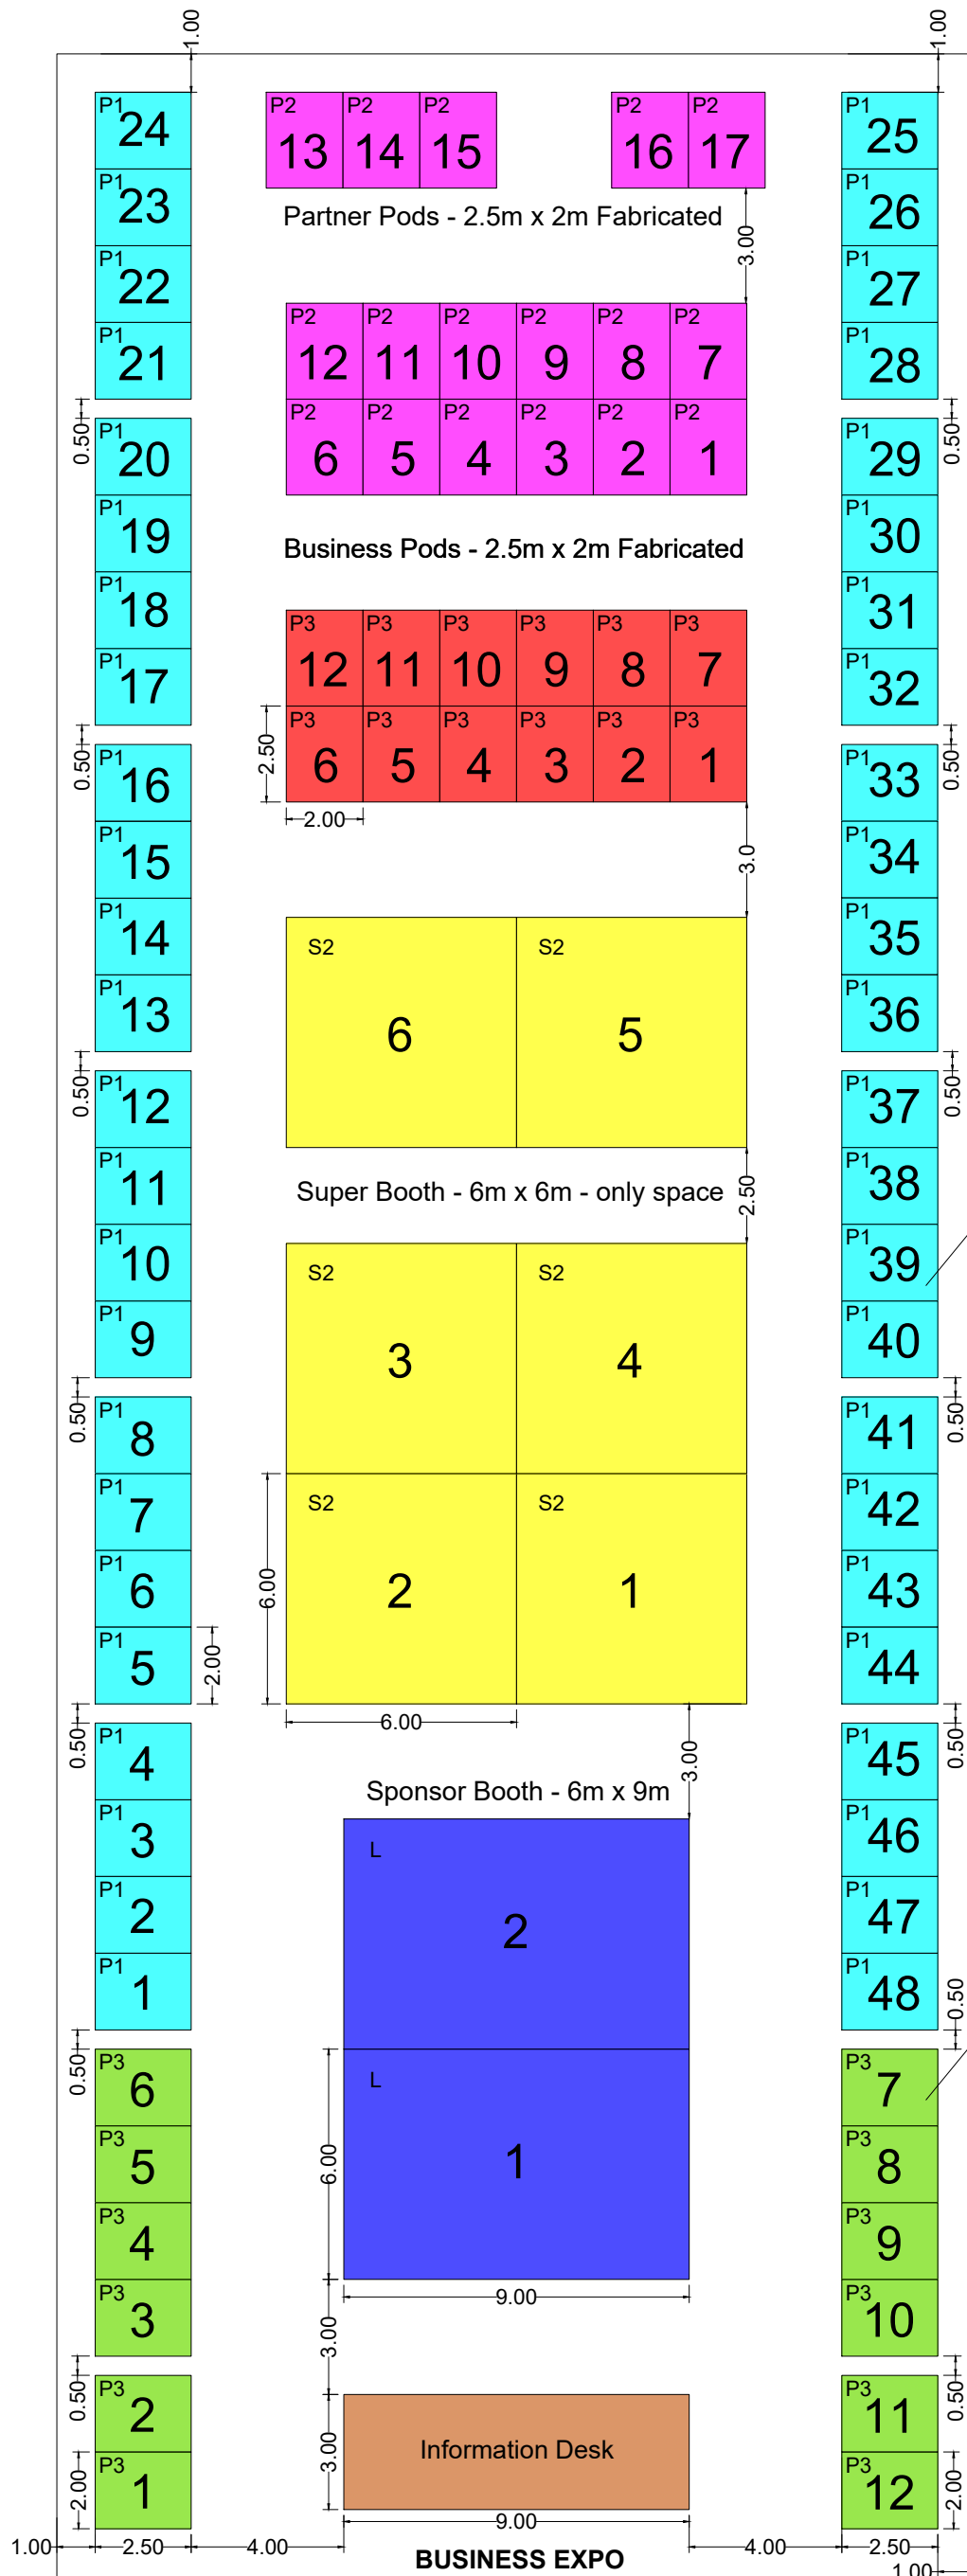 1.00 1.00
P1 24 P2 13 P2 14 P2 15 P2 16 P2 17 P1 25
P1 23 Partner Pods - 2.5m x 2m Fabricated P1 26
3.00
P1 22 P1 27
P1 21 P2 12 P2 11 P2 10 P2 9 P2 8 P2 7 P1 28
0.50 0.50
P1 20 P2 6 P2 5 P2 4 P2 3 P2 2 P2 1 P1 29
P1 19 Business Pods - 2.5m x 2m Fabricated P1 30
P1 18 P1 31
P1 17 P3 12 P3 11 P3 10 P3 9 P3 8 P3 7 P1 32
0.50 2.50 0.50
P1 16 P3 6 P3 5 P3 4 P3 3 P3 2 P3 1 P1 33
2.00
P1 15 3.0 P1 34
P1 14 S2 S2 P1 35
P1 13 6 5 P1 36
0.50 0.50
P1 12 P1 37
P1 11 Super Booth - 6m x 6m - only space 2.50 P1 38
P1 10 S2 S2 P1 39
P1 9 3 4 P1 40
0.50 0.50
P1 8 P1 41
P1 7 S2 S2 P1 42
P1 6 6.00 2 1 P1 43
P1 5 2.00 P1 44
6.00
0.50 0.50
P1 4 3.00 P1 45
Sponsor Booth - 6m x 9m
P1 3 L P1 46
P1 2 2 P1 47
P1 1 P1 48
0.50 0.50
P3 6 L P3 7
P3 5 6.00 1 P3 8
P3 4 P3 9
9.00
P3 3 3.00 P3 10
0.50 0.50
P3 2 P3 11
3.00 Information Desk
2.00 P3 1 P3 12 2.00
9.00
1.00 2.50 4.00 4.00 2.50
BUSINESS EXPO 1.00